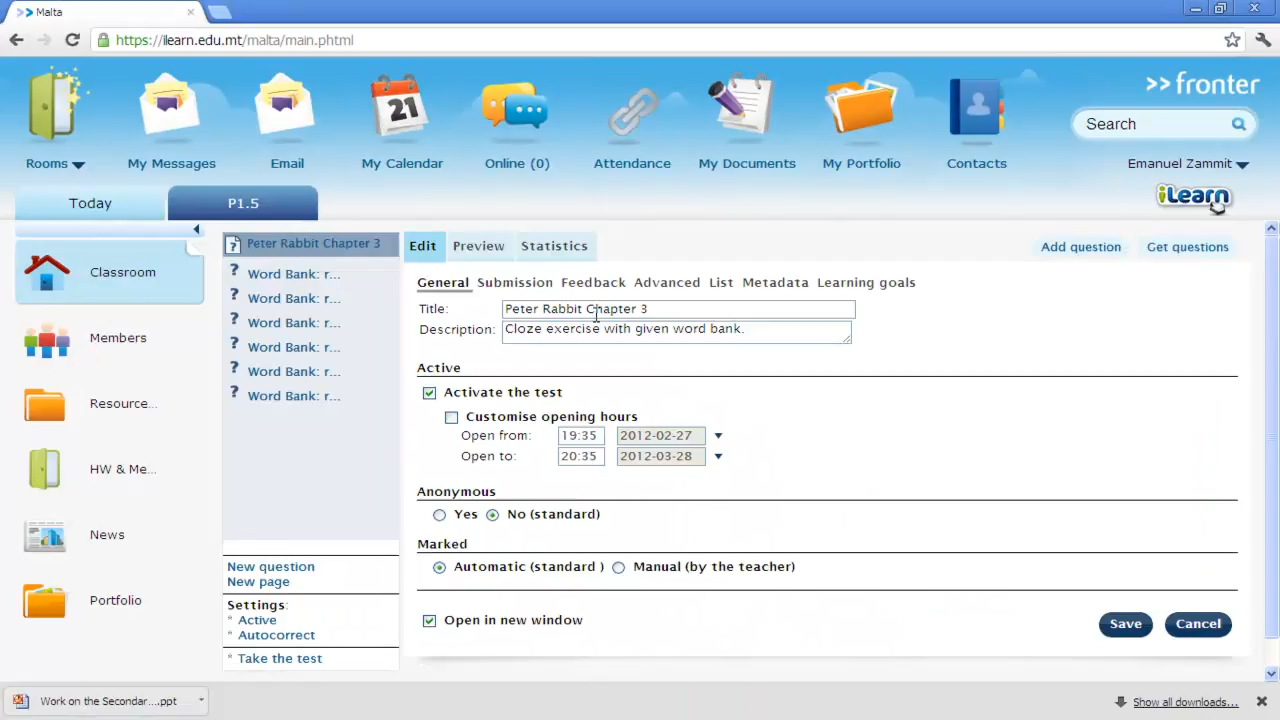 >> Malta
https://ilearn.edu.mt/malta/main.phtml
>> fronter
21
Search
Rooms
My Messages
Email
My Calendar
Online (0)
Attendance
My Documents
My Portfolio
Contacts
Emanuel Zammit
Today
P1.5
iLearn
Classroom
Members
Resource...
HW & Me...
News
Portfolio
Peter Rabbit Chapter 3
Word Bank: r...
Word Bank: r...
Word Bank: r...
Word Bank: r...
Word Bank: r...
Word Bank: r...
New question
New page
Settings:
* Active
* Autocorrect
* Take the test
Edit
Preview
Statistics
Add question
Get questions
General Submission Feedback Advanced List Metadata Learning goals
Title: Peter Rabbit Chapter 3
Description: Cloze exercise with given word bank.
Active
Activate the test
Customise opening hours
Open from: 19:35 2012-02-27
Open to: 20:35 2012-03-28
Anonymous
Yes No (standard)
Marked
Automatic (standard ) Manual (by the teacher)
Open in new window
Save
Cancel
Work on the Secondar....ppt
Show all downloads...